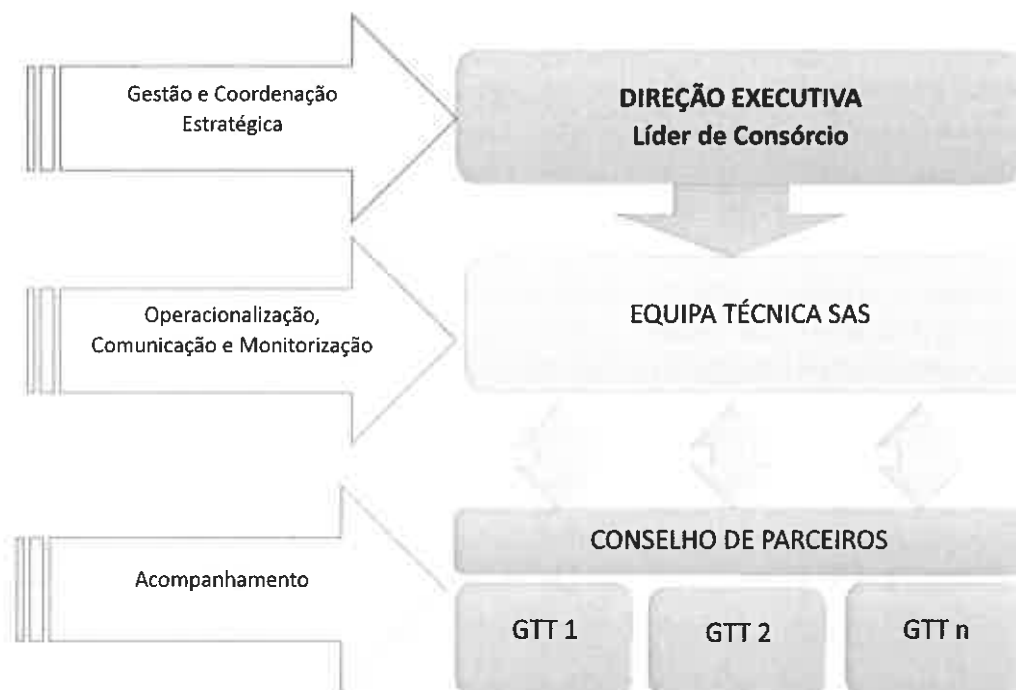 Gestão e Coordenação
Estratégica
DIREÇÃO EXECUTIVA
Líder de Consórcio
Operacionalização,
Comunicação e Monitorização
EQUIPA TÉCNICA SAS
Acompanhamento
CONSELHO DE PARCEIROS
GTT 1
GTT 2
GTT n